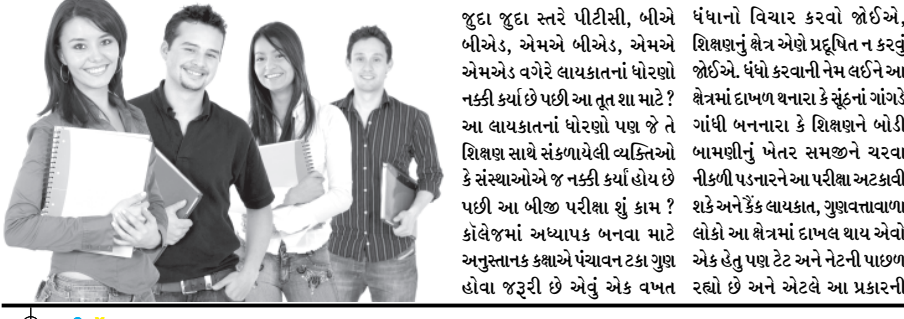 જુદા જુદા સ્તરે પીટીસી, બીએ
બીએડ, એમએ બીએડ, એમએ
એમએડ વગેરે લાયકાતનાં ધોરણો
નક્કી કર્યા છે પછી આ તૂત શા માટે ?
આ લાયકાતનાં ધોરણો પણ જે તે
શિક્ષણ સાથે સંકળાયેલી વ્યક્તિઓ
કે સંસ્થાઓએ જ નક્કી કર્યાં હોય છે
પછી આ બીજી પરીક્ષા શું કામ ?
કૉલેજમાં અધ્યાપક બનવા માટે
અનુસ્તાનક કક્ષાએ પંચાવન ટકા ગુણ
હોવા જરૂરી છે એવું એક વખત
ધંધાનો વિચાર કરવો જોઈએ,
શિક્ષણનું ક્ષેત્ર એણે પ્રદૂષિત ન કરવું
જોઈએ. ધંધો કરવાની નેમ લઈને આ
ક્ષેત્રમાં દાખળ થનારા કે સૂંઠનાં ગાંગડે
ગાંધી બનનારા કે શિક્ષણને બોડી
બામણીનું ખેતર સમજીને ચરવા
નીકળી પડનારને આ પરીક્ષા અટકાવી
શકે અને કૈંક લાયકાત, ગુણવત્તાવાળા
લોકો આ ક્ષેત્રમાં દાખલ થાય એવો
એક હેતુ પણ ટેટ અને નેટની પાછળ
રહ્યો છે અને એટલે આ પ્રકારની